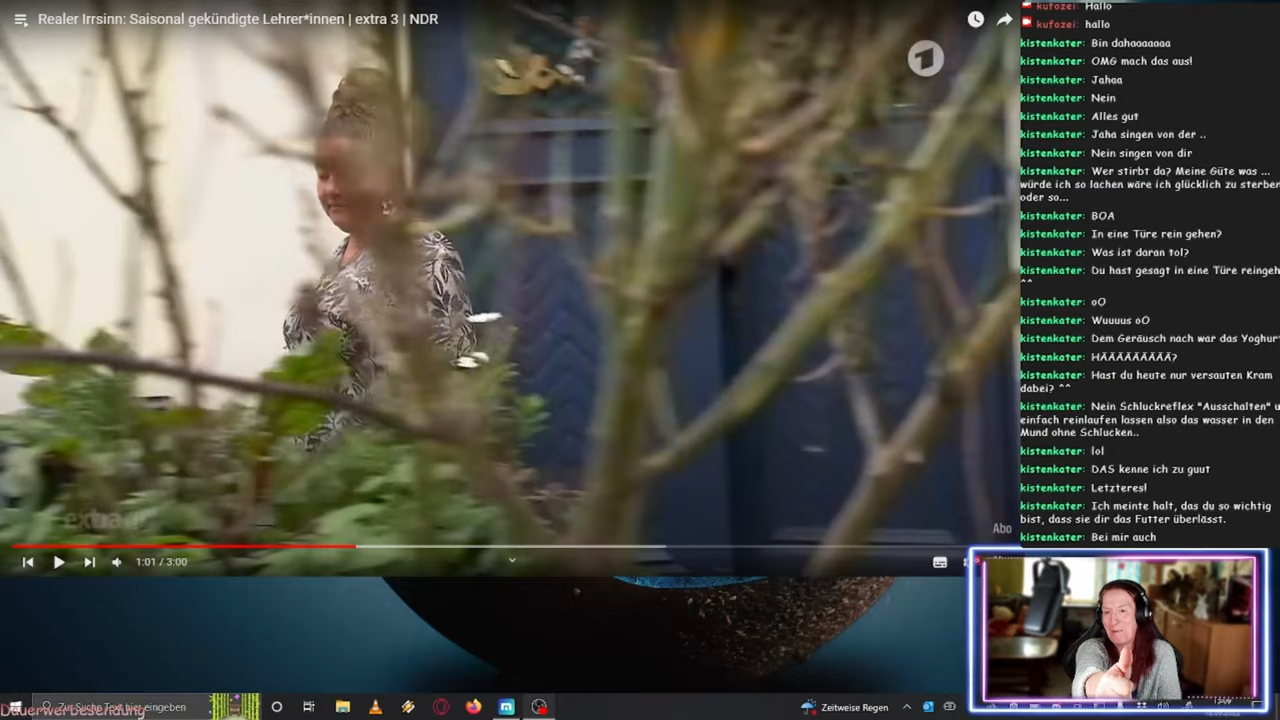 Realer Irrsinn: Saisonal gekündigte Lehrer*innen | extra 3 | NDR
Abo
1:01 / 3:00
kufozei: Hallo
kufozei: hallo
kistenkater: Bin dahaaaaaaa
kistenkater: OMG mach das aus!
kistenkater: Jahaa
kistenkater: Nein
kistenkater: Alles gut
kistenkater: Jaha singen von der ..
kistenkater: Nein singen von dir
kistenkater: Wer stirbt da? Meine Güte was ...
würde ich so lachen wäre ich glücklich zu sterben
oder so...
kistenkater: BOA
kistenkater: In eine Türe rein gehen?
kistenkater: Was ist daran tol?
kistenkater: Du hast gesagt in eine Türe reingeh
^^
kistenkater: oO
kistenkater: Wuuuus oO
kistenkater: Dem Geräusch nach war das Yoghur
kistenkater: HÄÄÄÄÄÄÄÄÄ?
kistenkater: Hast du heute nur versauten Kram
dabei? ^^
kistenkater: Nein Schluckreflex "Ausschalten" u
einfach reinlaufen lassen also das wasser in den
Mund ohne Schlucken..
kistenkater: lol
kistenkater: DAS kenne ich zu guut
kistenkater: Letzteres!
kistenkater: Ich meinte halt, das du so wichtig
bist, dass sie dir das Futter überlässt.
kistenkater: Bei mir auch
Zur Suche Text hier eingeben
Dauerwerbesendung
Zeitweise Regen